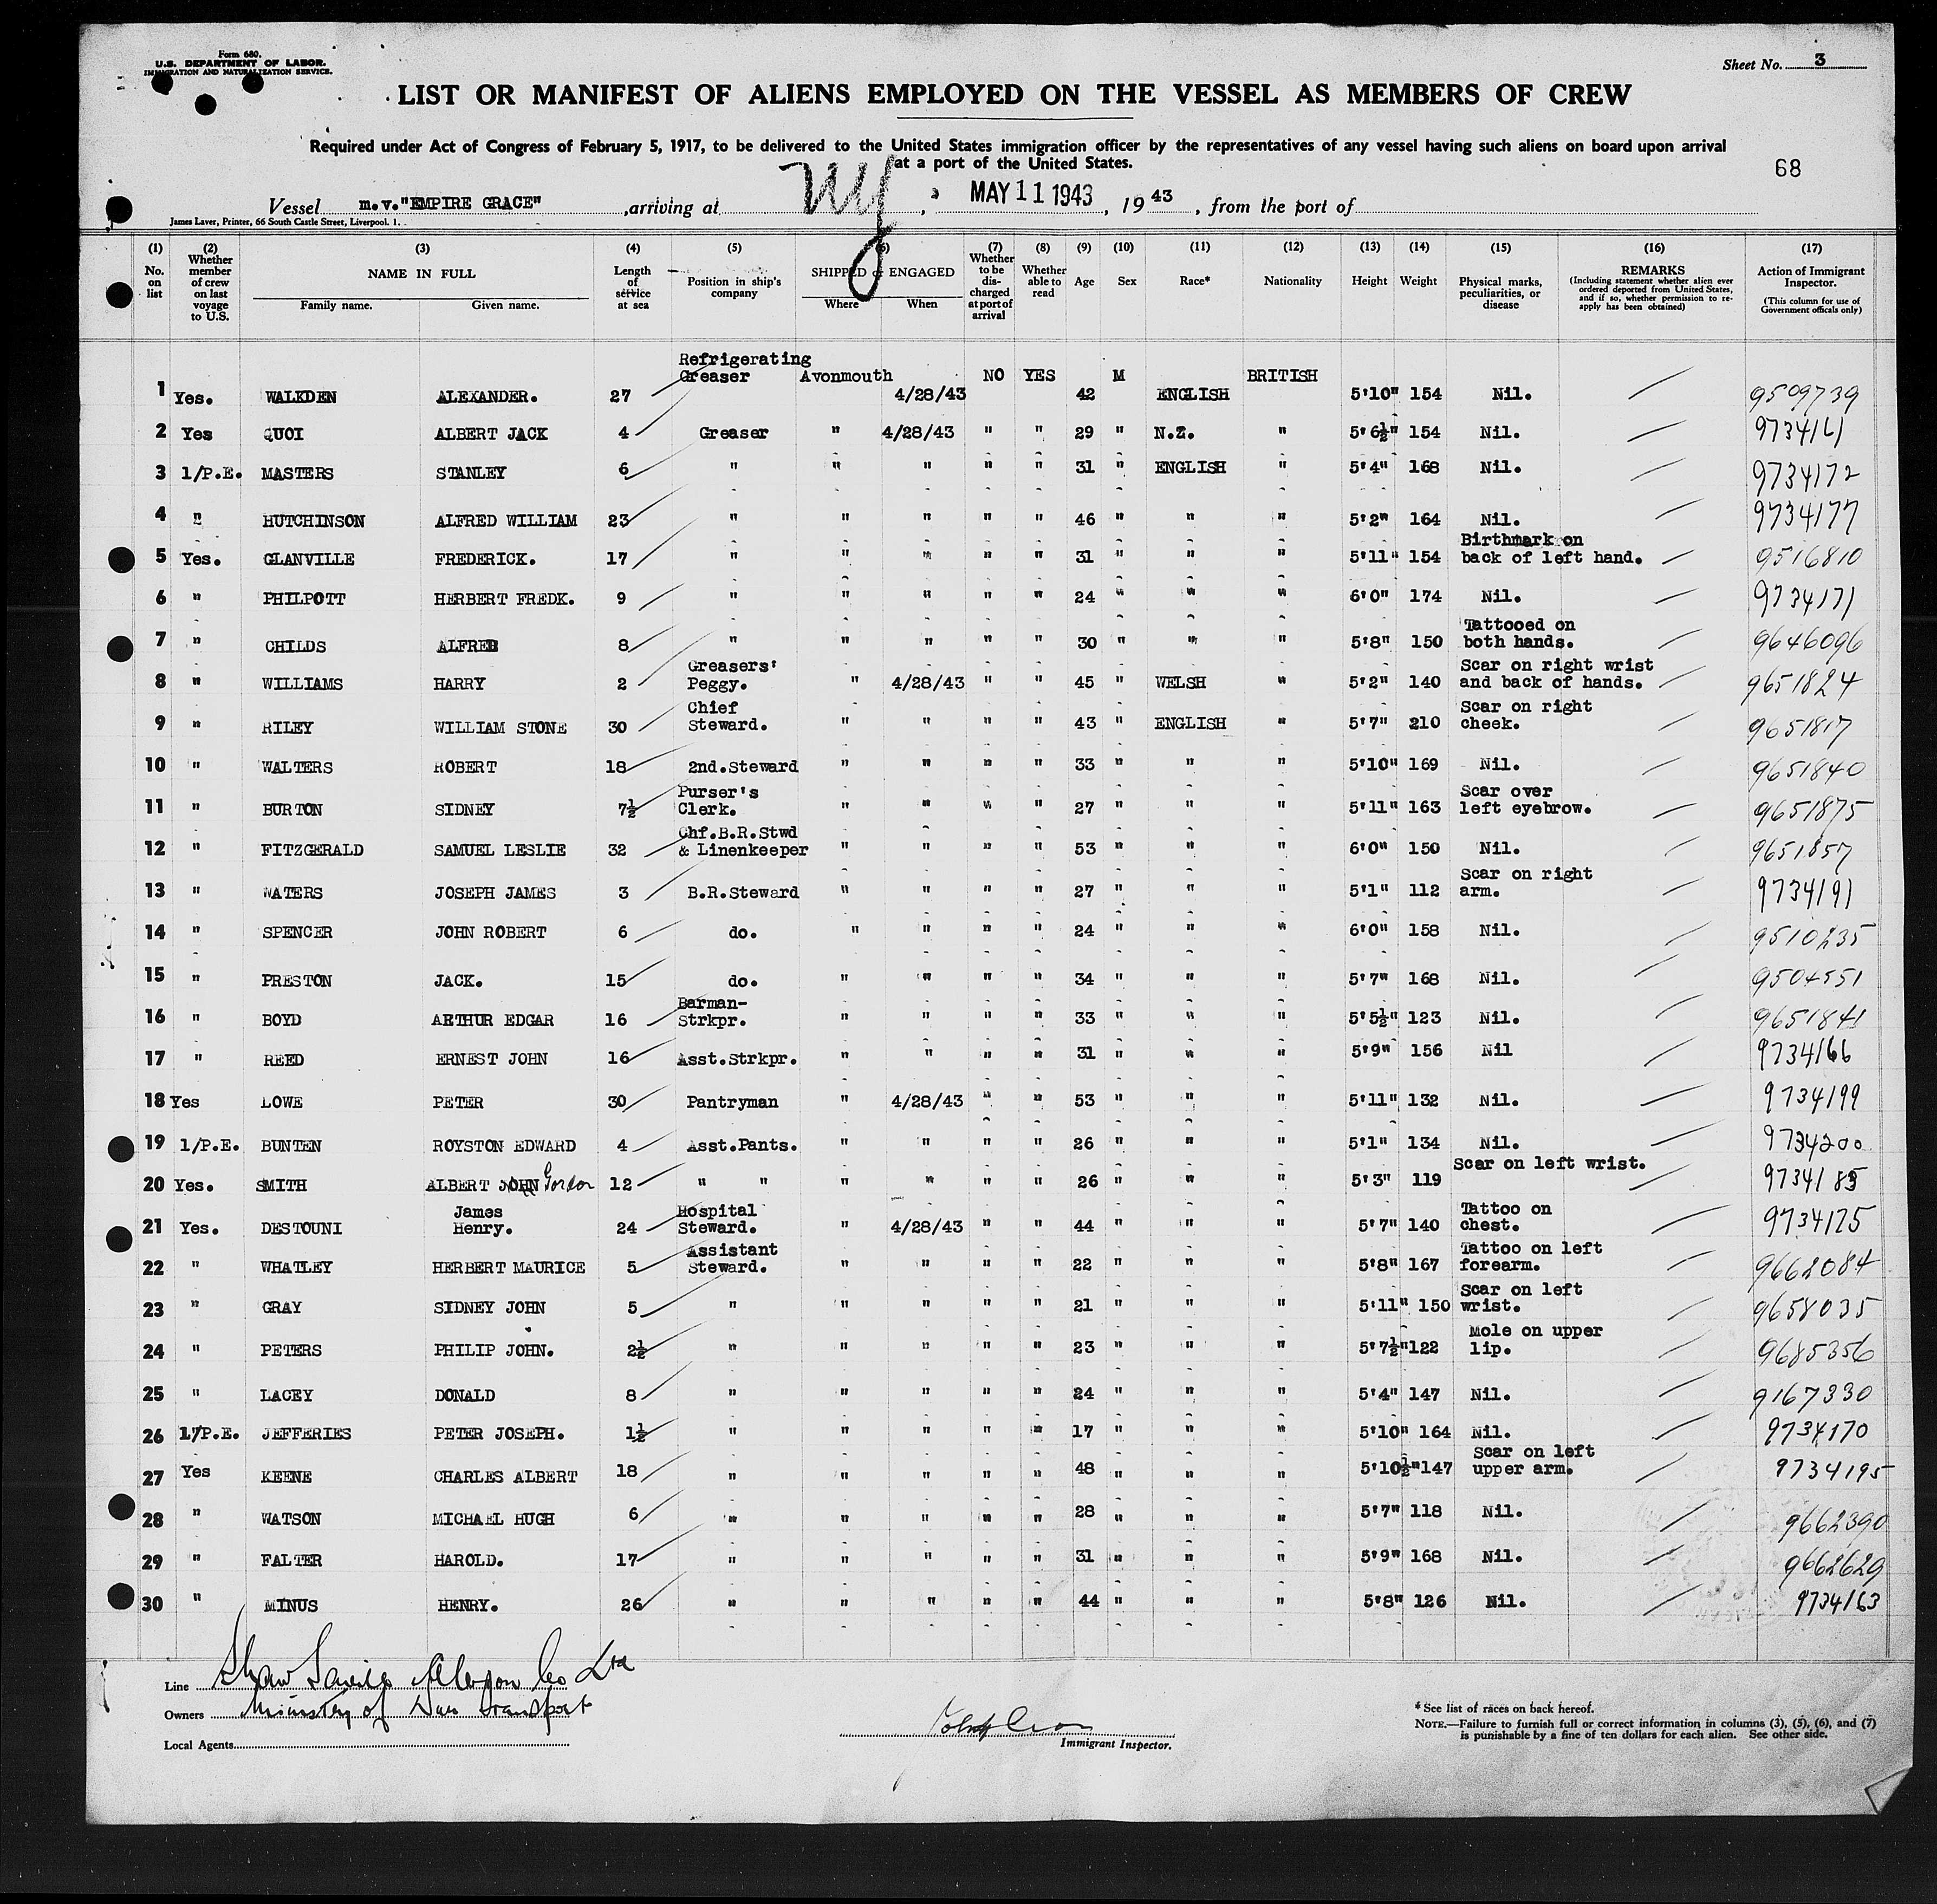 Form 680.
U.S. DEPARTMENT OF LABOR.
IMMIGRATION AND NATURALIZATION SERVICE.
Sheet No. 3
LIST OR MANIFEST OF ALIENS EMPLOYED ON THE VESSEL AS MEMBERS OF CREW
Required under Act of Congress of February 5, 1917, to be delivered to the United States immigration officer by the representatives of any vessel having such aliens on board upon arrival
at a port of the United States.
68
Vessel m.v."EMPIRE GRACE" , arriving at NY , MAY 11 1943 , 19 43 , from the port of
James Laver, Printer, 66 South Castle Street, Liverpool. 1.
(1) (2) (3) (4) (5) (6) (7) (8) (9) (10) (11) (12) (13) (14) (15) (16) (17)
No. on list
Whether member of crew on last voyage to U.S.
NAME IN FULL
Family name. Given name.
Length of service at sea
Position in ship's company
SHIPPED or ENGAGED
Where When
Whether to be discharged at port of arrival
Whether able to read
Age Sex Race* Nationality Height Weight
Physical marks, peculiarities, or disease
REMARKS
(Including statement whether alien ever ordered deported from United States, and if so, whether permission to re-apply has been obtained)
Action of Immigrant Inspector.
(This column for use of Government officals only)
1 Yes. WALKDEN ALEXANDER. 27 Refrigerating Greaser Avonmouth 4/28/43 NO YES 42 M ENGLISH BRITISH 5'10" 154 Nil. 9509739
2 Yes QUOI ALBERT JACK 4 Greaser " 4/28/43 " " 29 " N.Z. " 5'6½" 154 Nil.
3 1/P.E. MASTERS STANLEY 6 " " " " " 31 " ENGLISH " 5'4" 168 Nil. 9734172
4 " HUTCHINSON ALFRED WILLIAM 23 " " " " " 46 " " " 5'2" 164 Nil. 9734177
5 Yes. GLANVILLE FREDERICK. 17 " " " " " 31 " " " 5'11" 154 Birthmark on back of left hand. 9516810
6 " PHILPOTT HERBERT FREDK. 9 " " " " " 24 " " " 6'0" 174 Nil. 9734171
7 " CHILDS ALFRED 8 " " " " " 30 " " " 5'8" 150 Tattooed on both hands. 9646096
8 " WILLIAMS HARRY 2 Greasers' Peggy. " 4/28/43 " " 45 " WELSH " 5'2" 140 Scar on right wrist and back of hands. 9651824
9 " RILEY WILLIAM STONE 30 Chief Steward. " " " " 43 " ENGLISH " 5'7" 210 Scar on right cheek. 9651817
10 " WALTERS ROBERT 18 2nd.Steward " " " " 33 " " " 5'10" 169 Nil. 9651840
11 " BURTON SIDNEY 7½ Purser's Clerk. " " " " 27 " " " 5'11" 163 Scar over left eyebrow. 9651875
12 " FITZGERALD SAMUEL LESLIE 32 Chf.B.R.Stwd & Linenkeeper " " " " 53 " " " 6'0" 150 Nil. 9651857
13 " WATERS JOSEPH JAMES 3 B.R.Steward " " " " 27 " " " 5'1" 112 Scar on right arm. 9734191
14 " SPENCER JOHN ROBERT 6 do. " " " " 24 " " " 6'0" 158 Nil. 9510235
15 " PRESTON JACK. 15 do. " " " " 34 " " " 5'7" 168 Nil. 9504551
16 " BOYD ARTHUR EDGAR 16 Barman-Strkpr. " " " " 33 " " " 5'5½" 123 Nil. 9651841
17 " REED ERNEST JOHN 16 Asst.Strkpr. " " " " 31 " " " 5'9" 156 Nil 9734166
18 Yes LOWE PETER 30 Pantryman " 4/28/43 " " 53 " " " 5'11" 132 Nil. 9734199
19 1/P.E. BUNTEN ROYSTON EDWARD 4 Asst.Pants. " " " " 26 " " " 5'1" 134 Nil. 9734200
20 Yes. SMITH ALBERT JOHN Gordon 12 " " " " " " 26 " " " 5'3" 119 Scar on left wrist. 9734183
21 Yes. DESTOUNI James Henry. 24 Hospital Steward. " 4/28/43 " " 44 " " " 5'7" 140 Tattoo on chest. 9734175
22 " WHATLEY HERBERT MAURICE 5 Assistant Steward. " " " " 22 " " " 5'8" 167 Tattoo on left forearm. 9662084
23 " GRAY SIDNEY JOHN 5 " " " " " 21 " " " 5'11" 150 Scar on left wrist. 9658035
24 " PETERS PHILIP JOHN. 2½ " " " " " 23 " " " 5'7½" 122 Mole on upper lip. 9685356
25 " LACEY DONALD 8 " " " " " 24 " " " 5'4" 147 Nil. 9167330
26 1/P.E. JEFFERIES PETER JOSEPH. 1½ " " " " " 17 " " " 5'10" 164 Nil. 9734170
27 Yes KEENE CHARLES ALBERT 18 " " " " " 48 " " " 5'10½" 147 Scar on left upper arm. 9734195
28 " WATSON MICHAEL HUGH 6 " " " " " 28 " " " 5'7" 118 Nil. 9662390
29 " FALTER HAROLD. 17 " " " " " 31 " " " 5'9" 168 Nil. 9662629
30 " MINUS HENRY. 26 " " " " " 44 " " " 5'8" 126 Nil. 9734163
Line Shaw Savill & Albion Co Ltd
Owners Ministry of War Transport
Local Agents
Immigrant Inspector.
* See list of races on back hereof.
NOTE.—Failure to furnish full or correct information in columns (3), (5), (6), and (7)
is punishable by a fine of ten dollars for each alien. See other side.